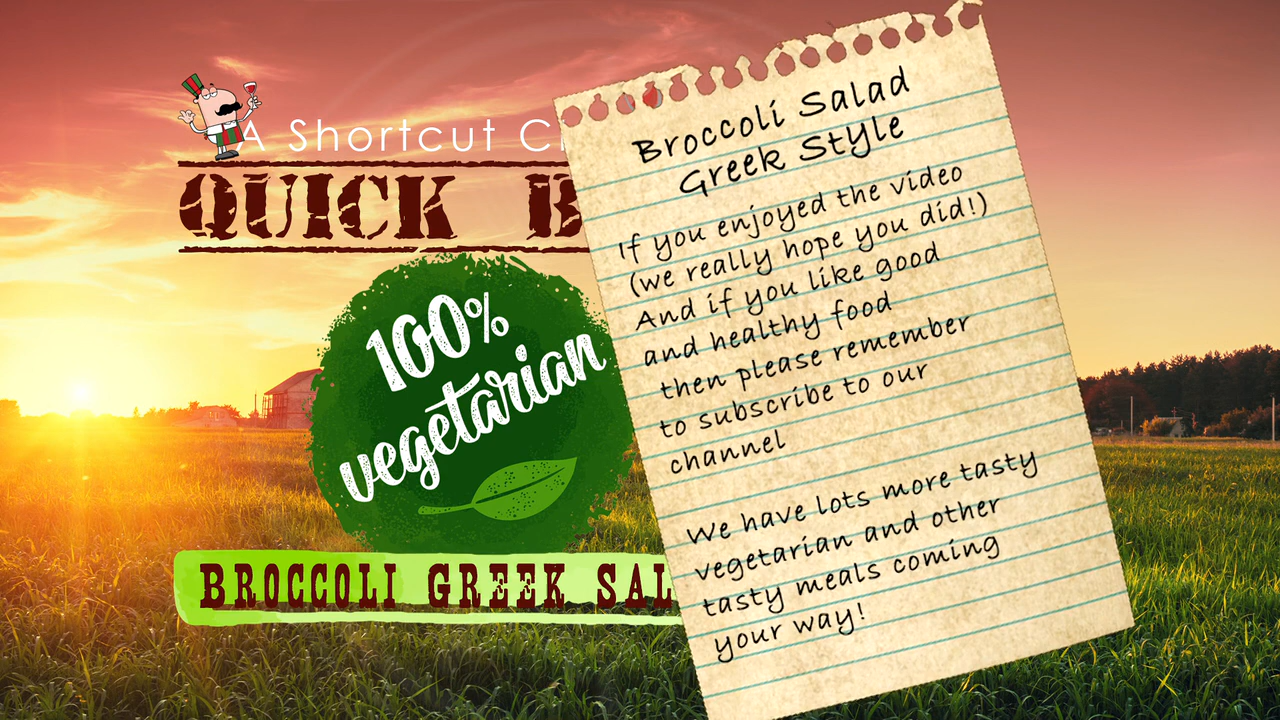 A Shortcut
QUICK
100%
vegetarian
BROCCOLI GREEK
Broccoli Salad
Greek Style
If you enjoyed the video
(we really hope you did!)
And if you like good
and healthy food
then please remember
to subscribe to our
channel
We have lots more tasty
vegetarian and other
tasty meals coming
your way!